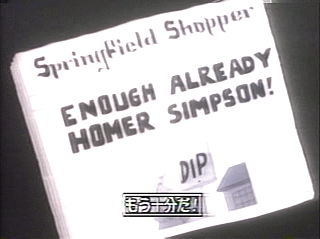 Springfield Shopper
ENOUGH ALREADY
HOMER SIMPSON!
DIP
もう十分だ!